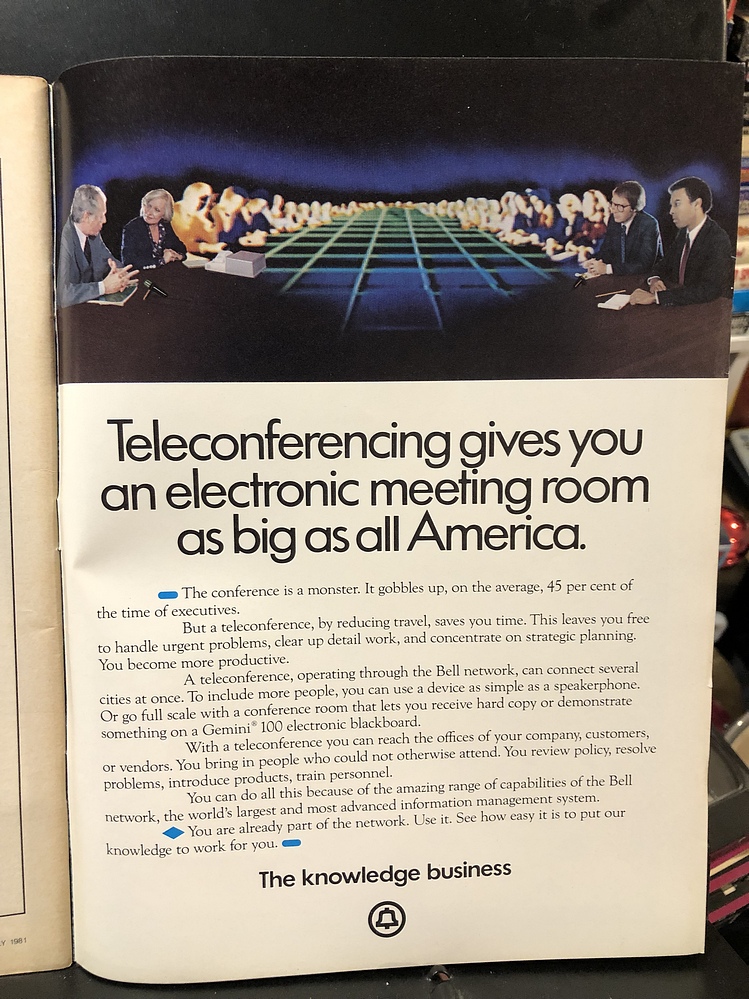 Teleconferencing gives you
an electronic meeting room
as big as all America.
The conference is a monster. It gobbles up, on the average, 45 per cent of
the time of executives.
But a teleconference, by reducing travel, saves you time. This leaves you free
to handle urgent problems, clear up detail work, and concentrate on strategic planning.
You become more productive.
A teleconference, operating through the Bell network, can connect several
cities at once. To include more people, you can use a device as simple as a speakerphone.
Or go full scale with a conference room that lets you receive hard copy or demonstrate
something on a Gemini® 100 electronic blackboard.
With a teleconference you can reach the offices of your company, customers,
or vendors. You bring in people who could not otherwise attend. You review policy, resolve
problems, introduce products, train personnel.
You can do all this because of the amazing range of capabilities of the Bell
network, the world's largest and most advanced information management system.
You are already part of the network. Use it. See how easy it is to put our
knowledge to work for you.
The knowledge business
1981